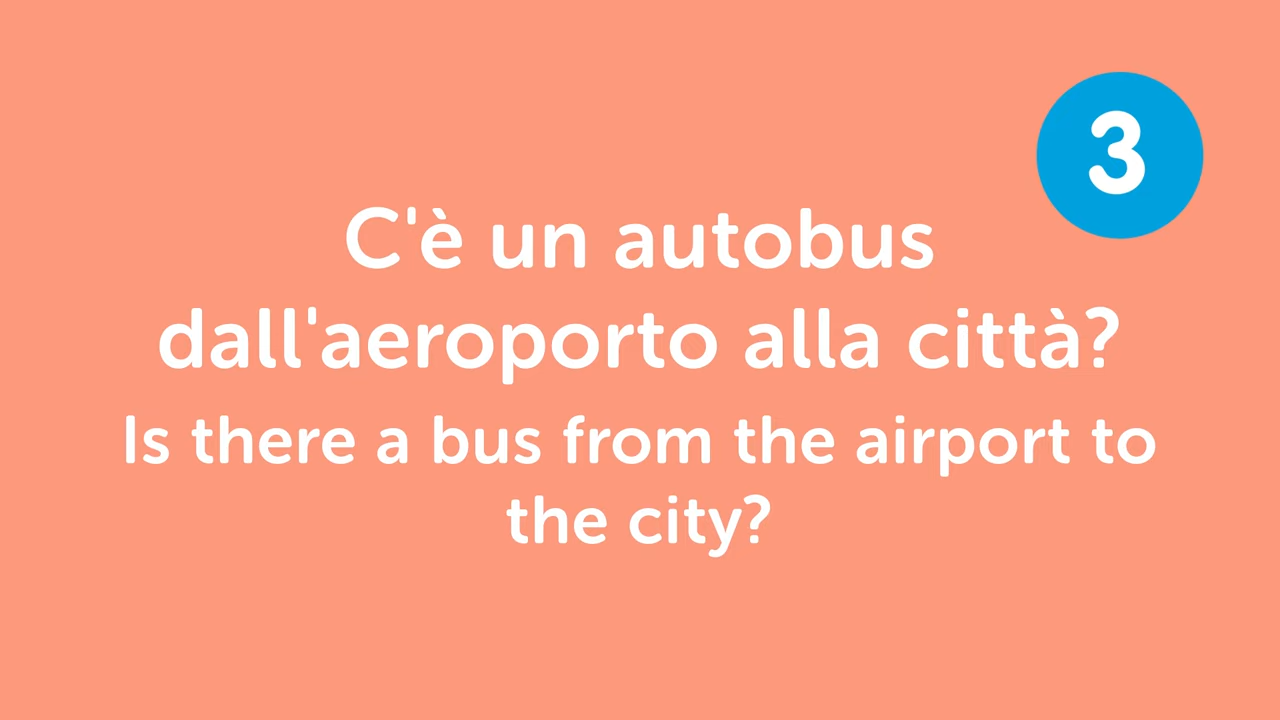 3
C'è un autobus
dall'aeroporto alla città?
Is there a bus from the airport to
the city?